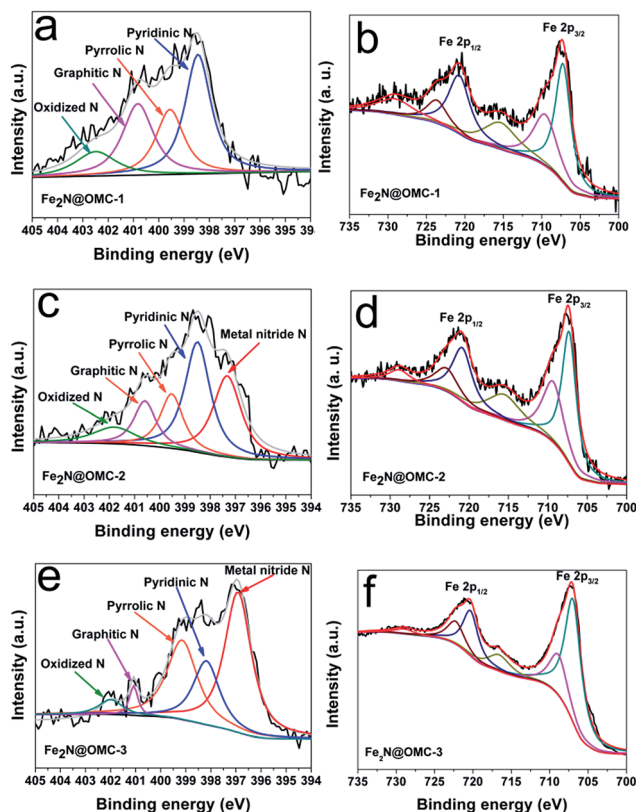 a
Pyridinic N
Pyrrolic N
Graphitic N
Oxidized N
Fe2N@OMC-1
Intensity (a.u.)
405 404 403 402 401 400 399 398 397 396 395 394
Binding energy (eV)
b
Fe 2p3/2
Fe 2p1/2
Fe2N@OMC-1
Intensity (a.u.)
735 730 725 720 715 710 705 700
Binding energy (eV)
c
Pyridinic N
Metal nitride N
Pyrrolic N
Graphitic N
Oxidized N
Fe2N@OMC-2
Intensity (a.u.)
405 404 403 402 401 400 399 398 397 396 395 394
Binding energy (eV)
d
Fe 2p3/2
Fe 2p1/2
Fe2N@OMC-2
Intensity (a. u.)
735 730 725 720 715 710 705 700
Binding energy (eV)
e
Metal nitride N
Pyridinic N
Pyrrolic N
Graphitic N
Oxidized N
Fe2N@OMC-3
Intensity (a.u.)
405 404 403 402 401 400 399 398 397 396 395 394
Binding energy (eV)
f
Fe 2p3/2
Fe 2p1/2
Fe2N@OMC-3
Intensity (a. u.)
735 730 725 720 715 710 705 700
Binding energy (eV)